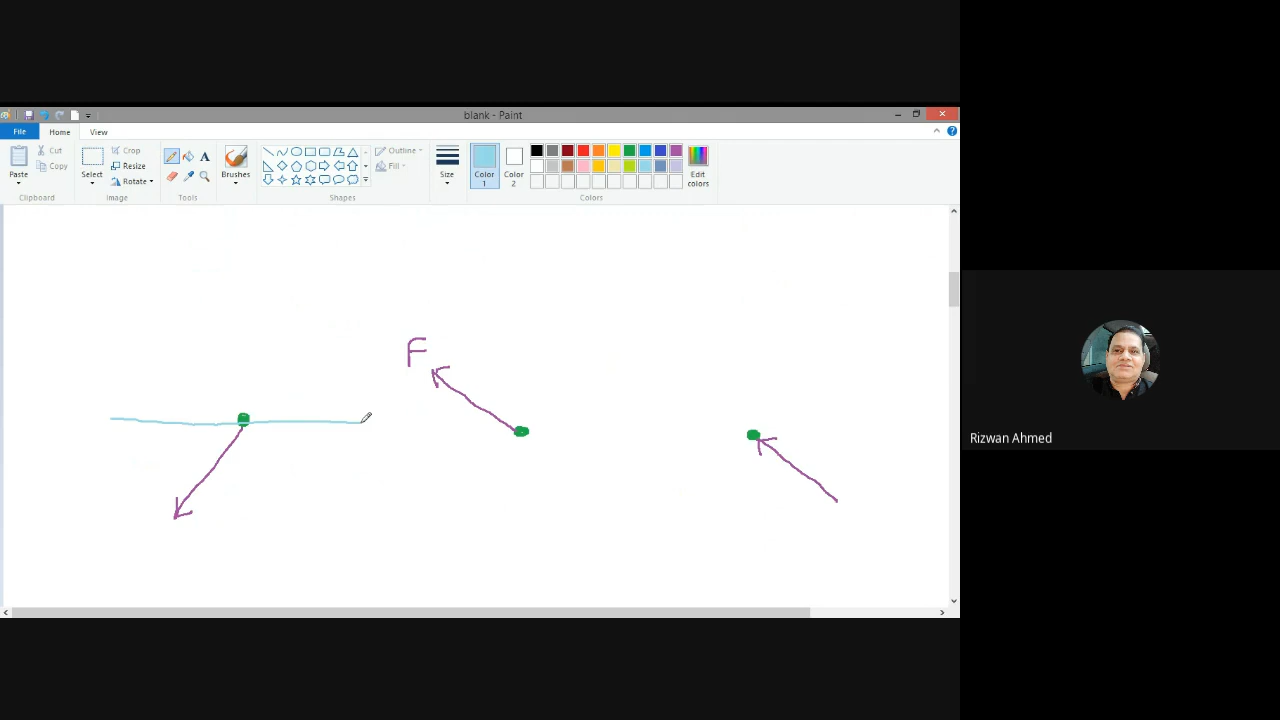 blank - Paint
File Home View
Paste
Cut
Copy
Clipboard
Select
Crop
Resize
Rotate
Image
A
Tools
Brushes
Shapes
Outline
Fill
Size
Color 1
Color 2
Edit colors
Colors
F
Rizwan Ahmed